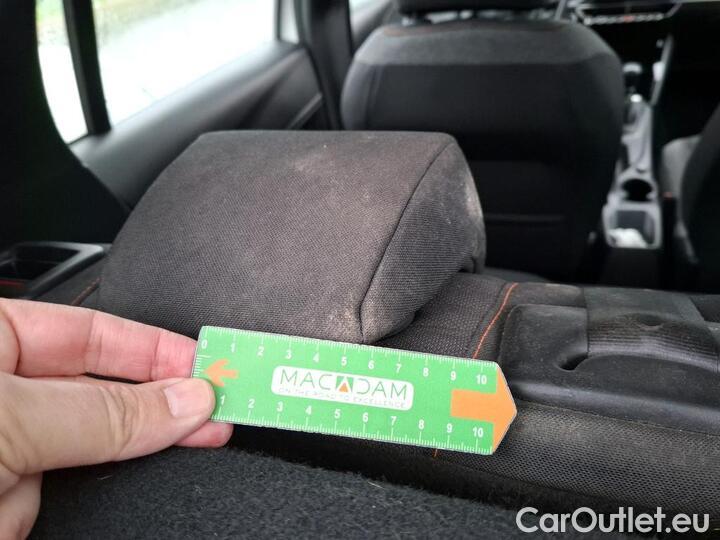 0 1 2 3 4 5 6 7 8 9 10
MACADAM
ON THE ROAD TO EXCELLENCE
1 2 3 4 5 6 7 8 9 10
CarOutlet.eu